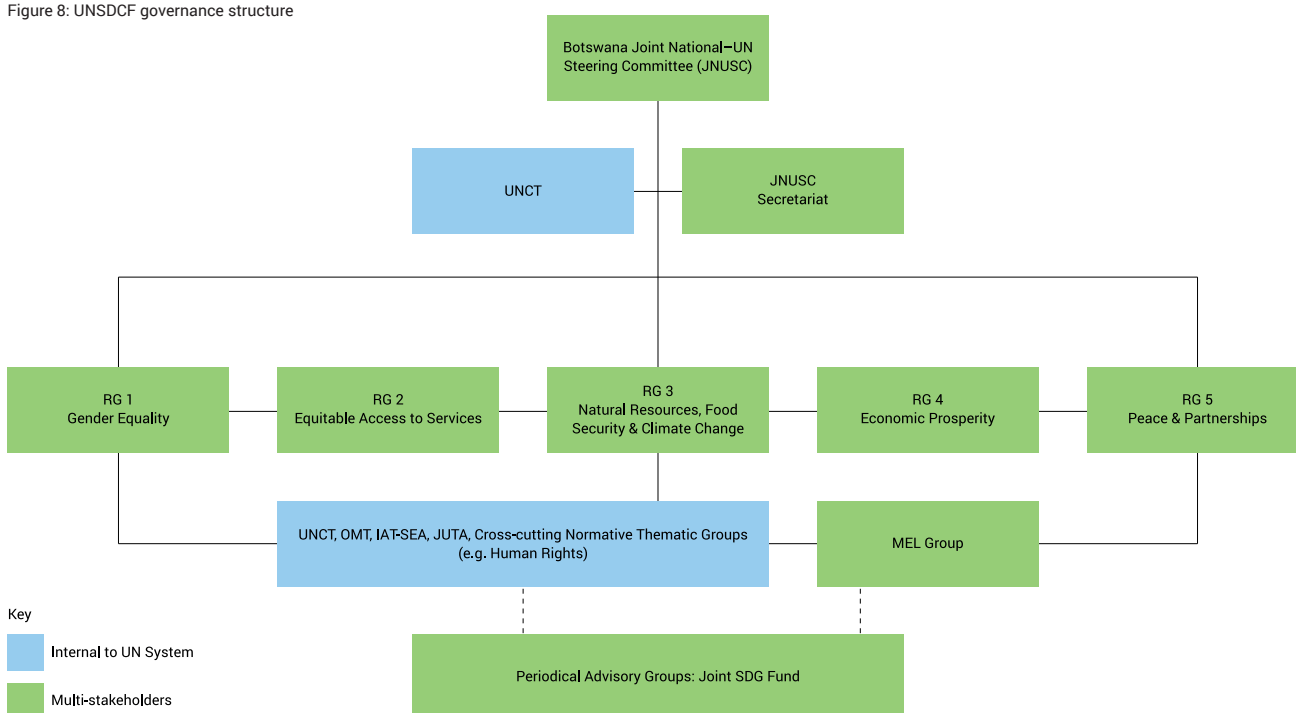 Figure 8: UNSDCF governance structure
Botswana Joint National–UN
Steering Committee (JNUSC)
UNCT
JNUSC
Secretariat
RG 1
Gender Equality
RG 2
Equitable Access to Services
RG 3
Natural Resources, Food
Security & Climate Change
RG 4
Economic Prosperity
RG 5
Peace & Partnerships
UNCT, OMT, IAT-SEA, JUTA, Cross-cutting Normative Thematic Groups
(e.g. Human Rights)
MEL Group
Periodical Advisory Groups: Joint SDG Fund
Key
Internal to UN System
Multi-stakeholders